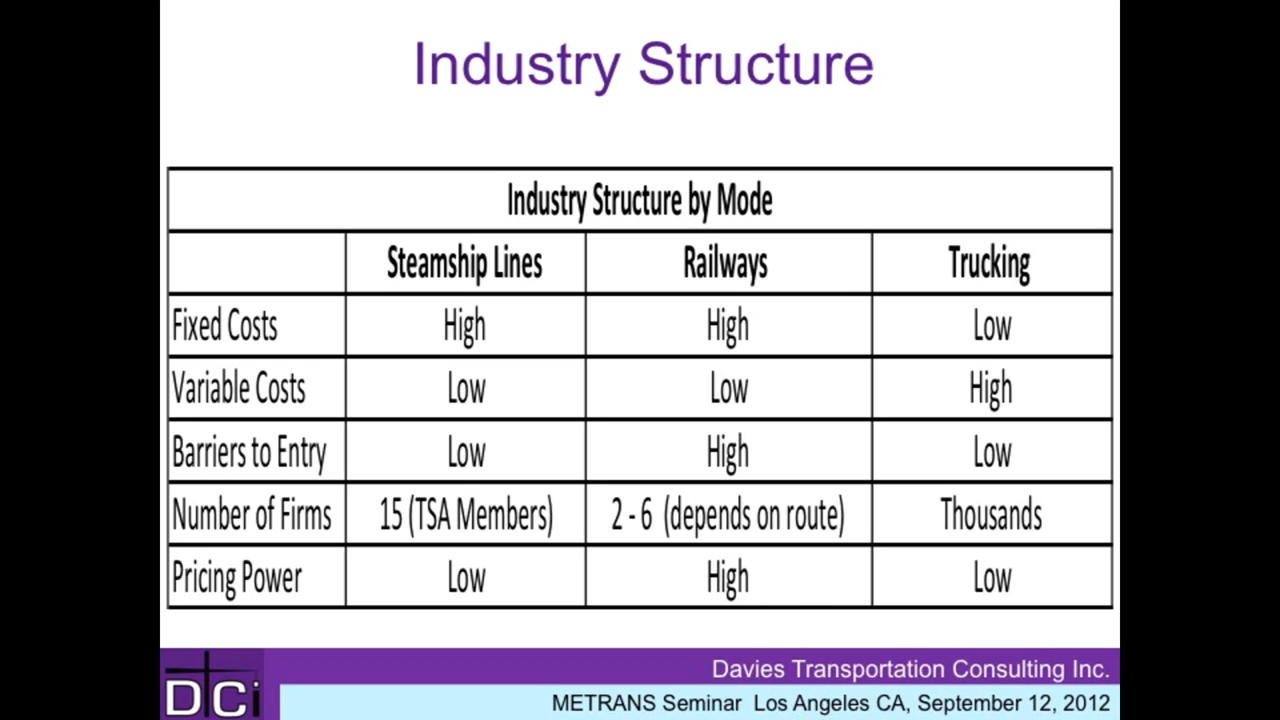 Industry Structure
Industry Structure by Mode
Steamship Lines Railways Trucking
Fixed Costs High High Low
Variable Costs Low Low High
Barriers to Entry Low High Low
Number of Firms 15 (TSA Members) 2 - 6 (depends on route) Thousands
Pricing Power Low High Low
DCi
Davies Transportation Consulting Inc.
METRANS Seminar Los Angeles CA, September 12, 2012